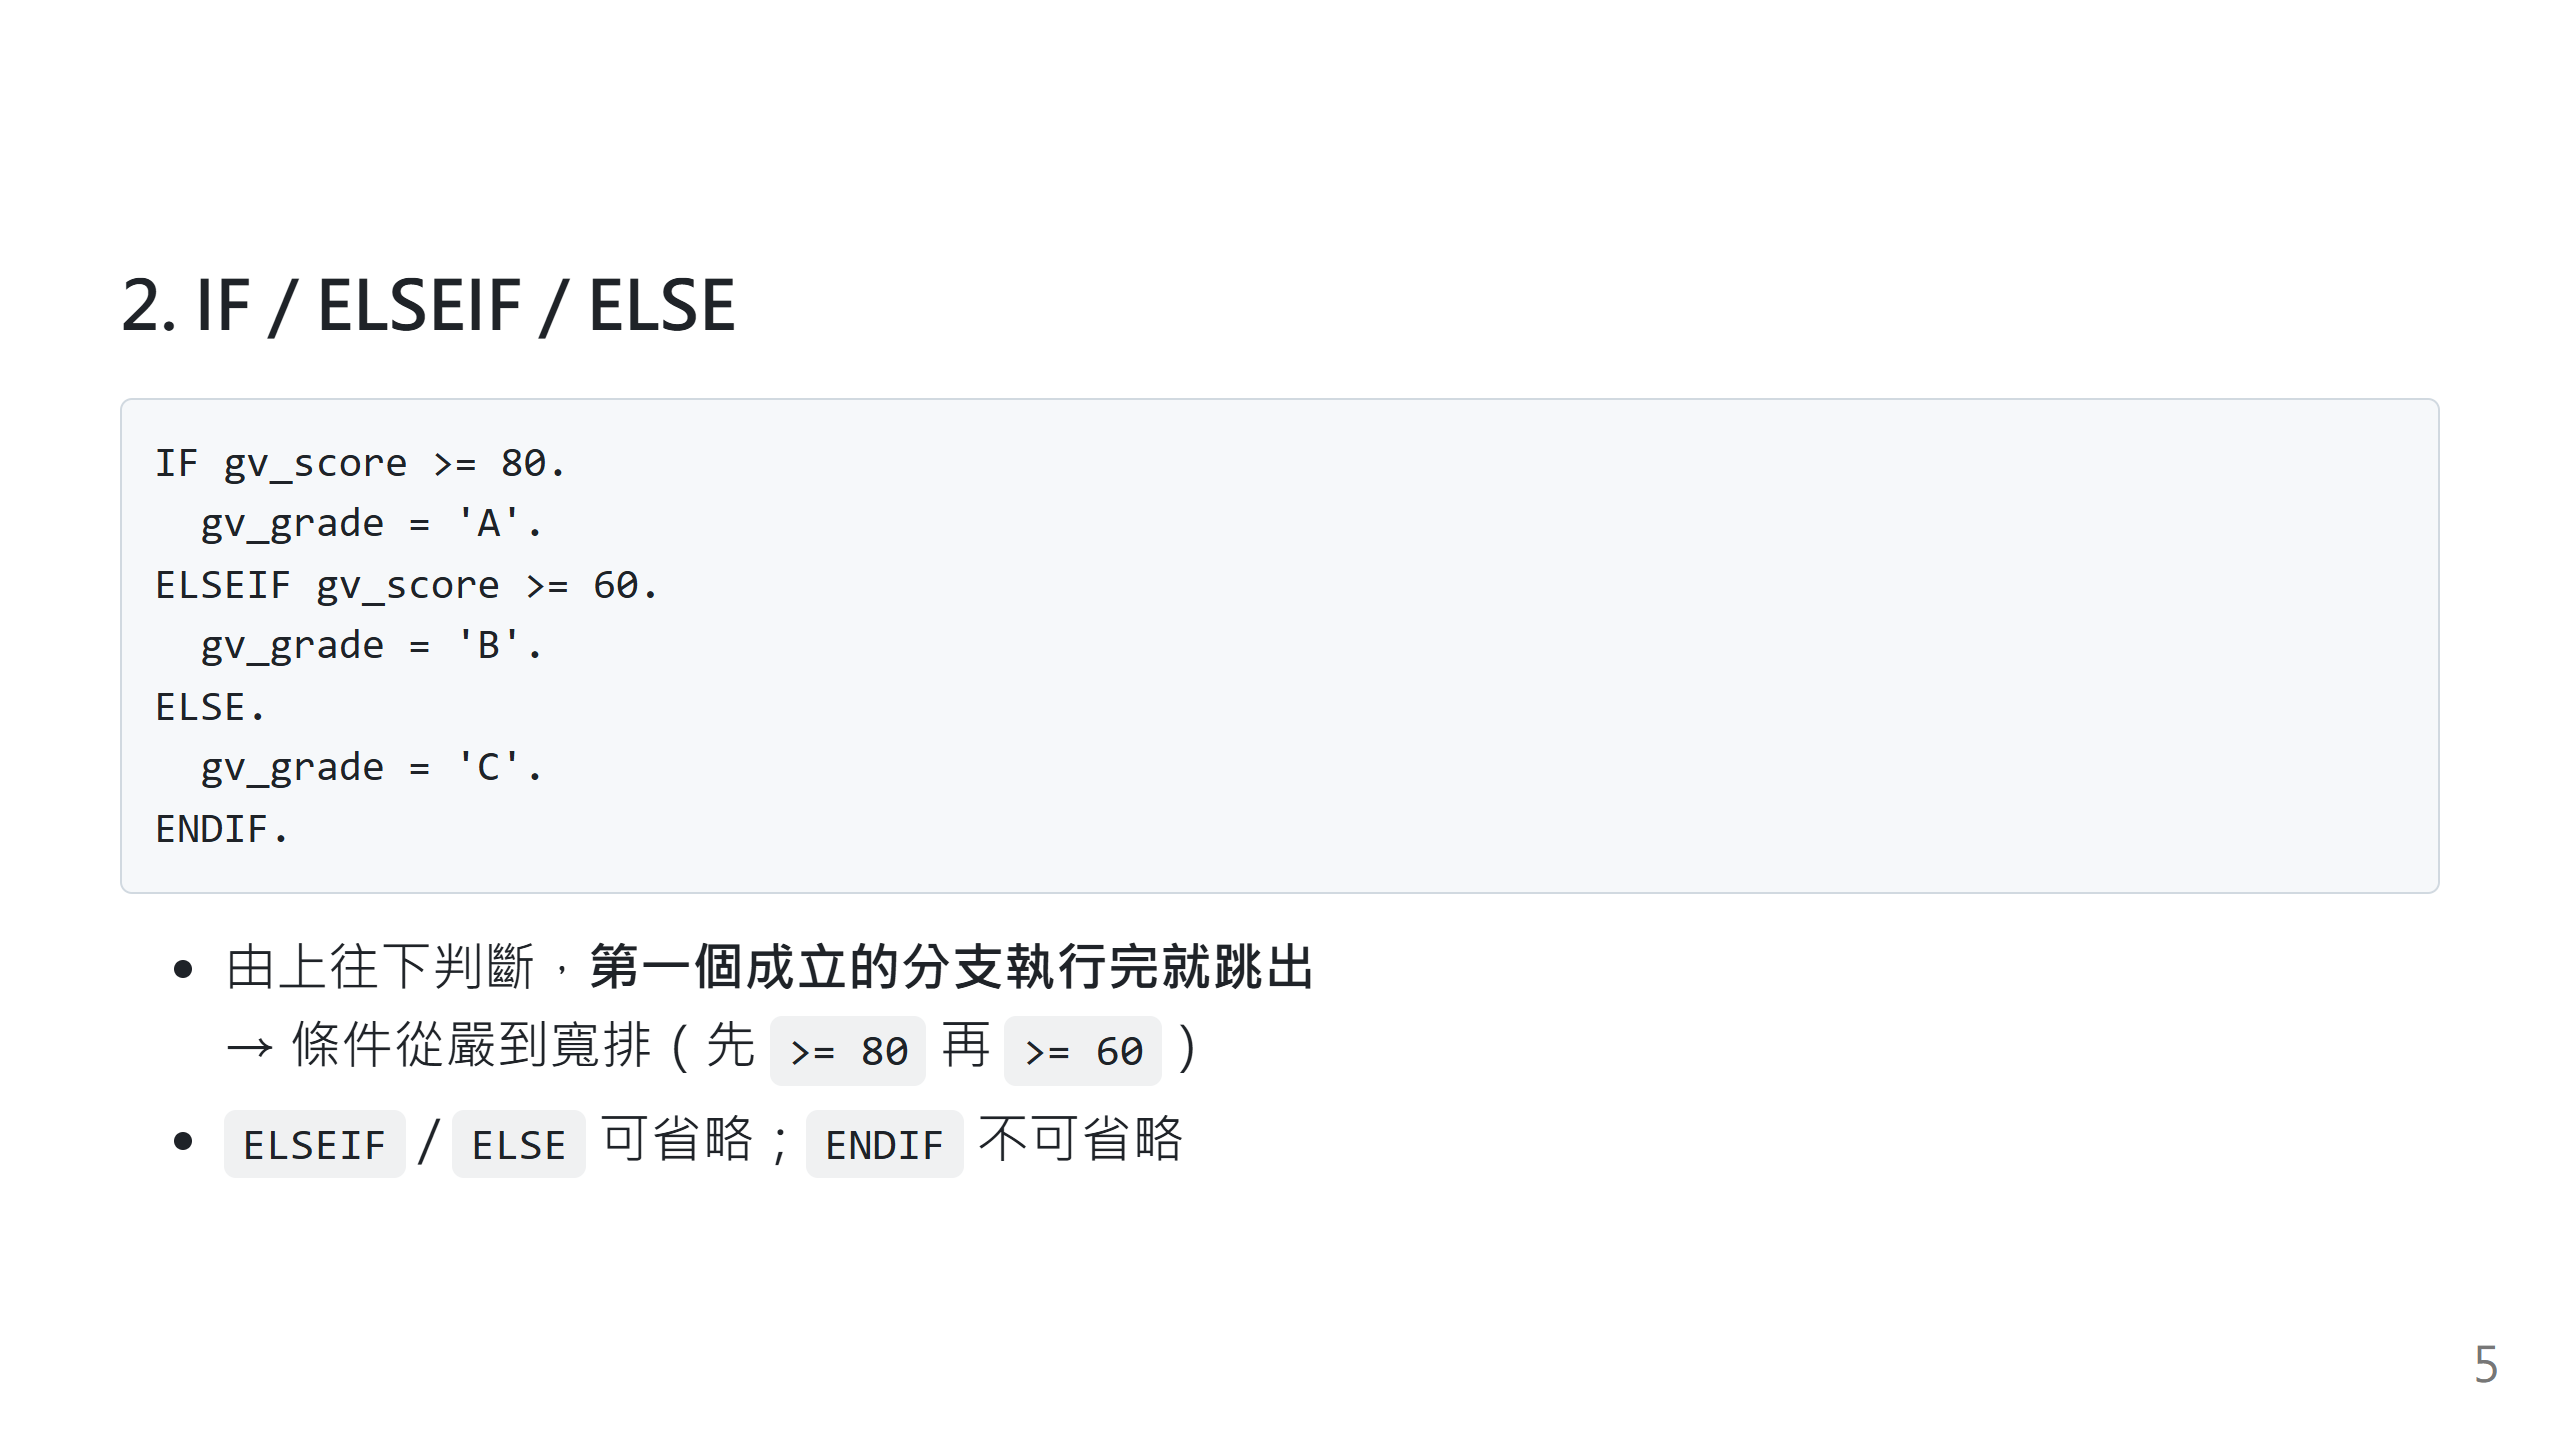 2. IF / ELSEIF / ELSE
IF gv_score >= 80.
  gv_grade = 'A'.
ELSEIF gv_score >= 60.
  gv_grade = 'B'.
ELSE.
  gv_grade = 'C'.
ENDIF.
• 由上往下判斷，第一個成立的分支執行完就跳出
→ 條件從嚴到寬排（先 >= 80 再 >= 60 ）
• ELSEIF / ELSE 可省略；ENDIF 不可省略
5